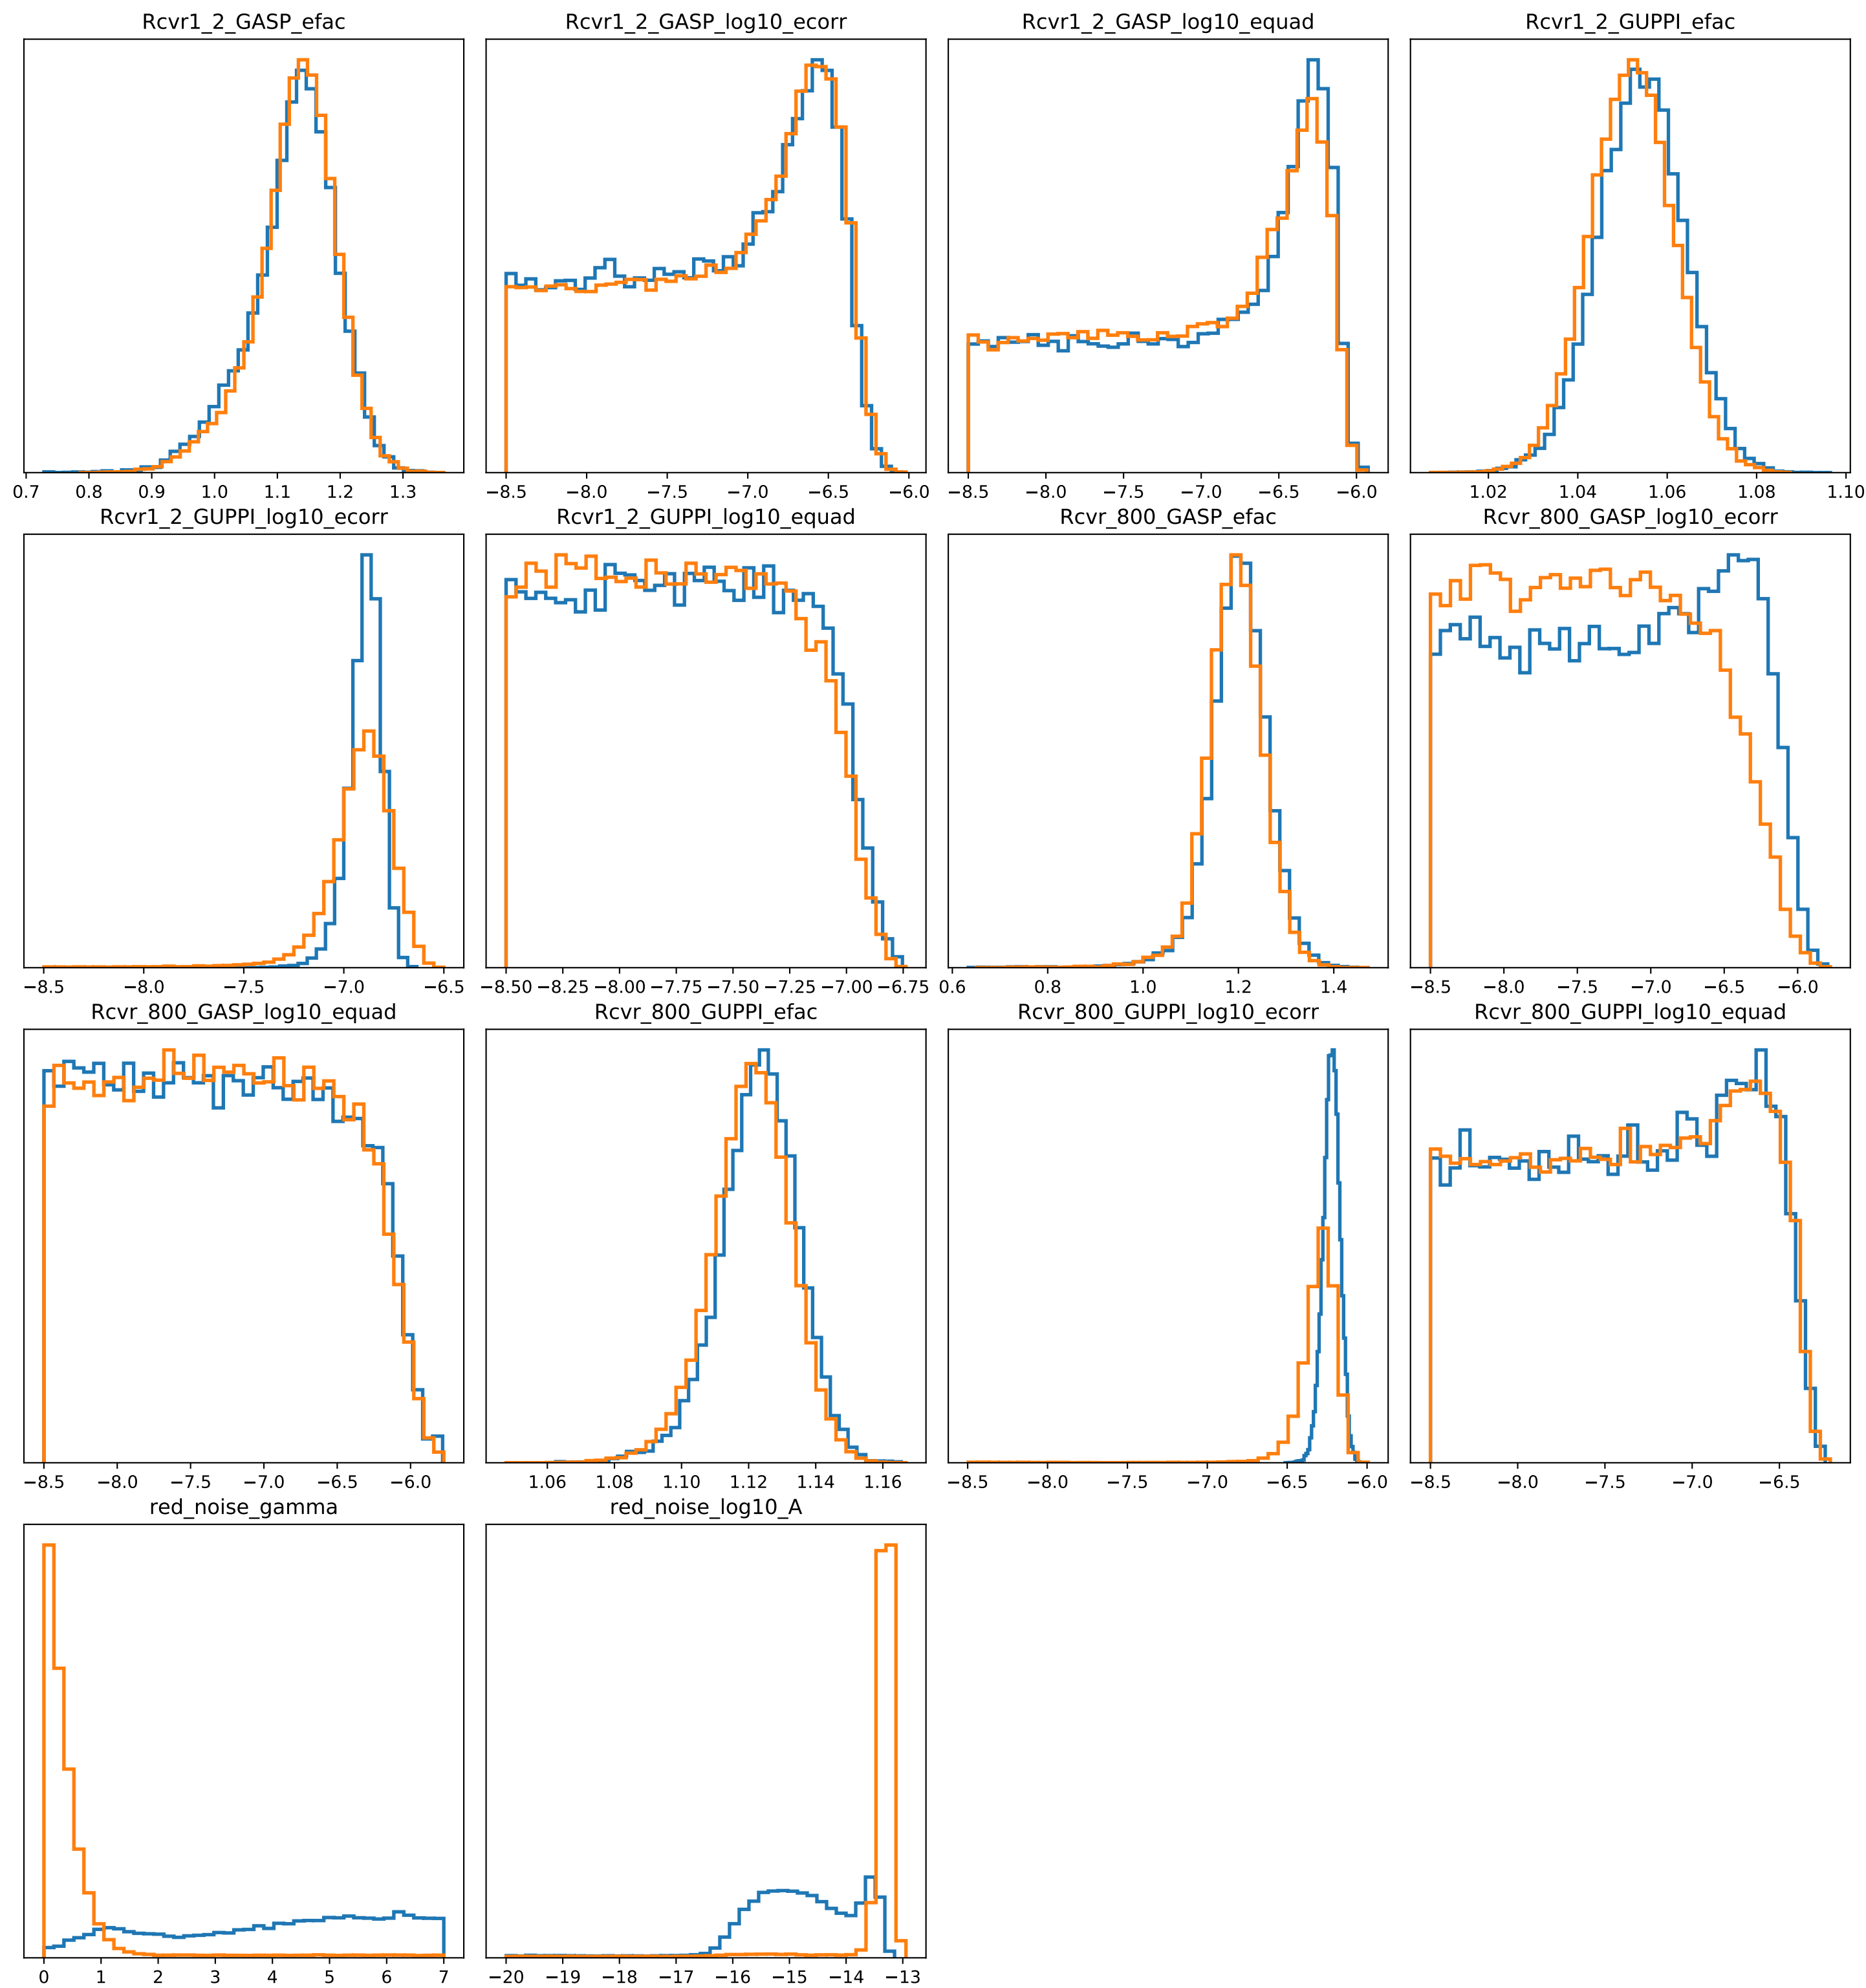 Rcvr1_2_GASP_efac Rcvr1_2_GASP_log10_ecorr Rcvr1_2_GASP_log10_equad Rcvr1_2_GUPPI_efac
0.7 0.8 0.9 1.0 1.1 1.2 1.3 −8.5 −8.0 −7.5 −7.0 −6.5 −6.0 −8.5 −8.0 −7.5 −7.0 −6.5 −6.0 1.02 1.04 1.06 1.08 1.10
Rcvr1_2_GUPPI_log10_ecorr Rcvr1_2_GUPPI_log10_equad Rcvr_800_GASP_efac Rcvr_800_GASP_log10_ecorr
−8.5 −8.0 −7.5 −7.0 −6.5 −8.50 −8.25 −8.00 −7.75 −7.50 −7.25 −7.00 −6.75 0.6 0.8 1.0 1.2 1.4 −8.5 −8.0 −7.5 −7.0 −6.5 −6.0
Rcvr_800_GASP_log10_equad Rcvr_800_GUPPI_efac Rcvr_800_GUPPI_log10_ecorr Rcvr_800_GUPPI_log10_equad
−8.5 −8.0 −7.5 −7.0 −6.5 −6.0 1.06 1.08 1.10 1.12 1.14 1.16 −8.5 −8.0 −7.5 −7.0 −6.5 −6.0 −8.5 −8.0 −7.5 −7.0 −6.5
red_noise_gamma red_noise_log10_A
0 1 2 3 4 5 6 7 −20 −19 −18 −17 −16 −15 −14 −13